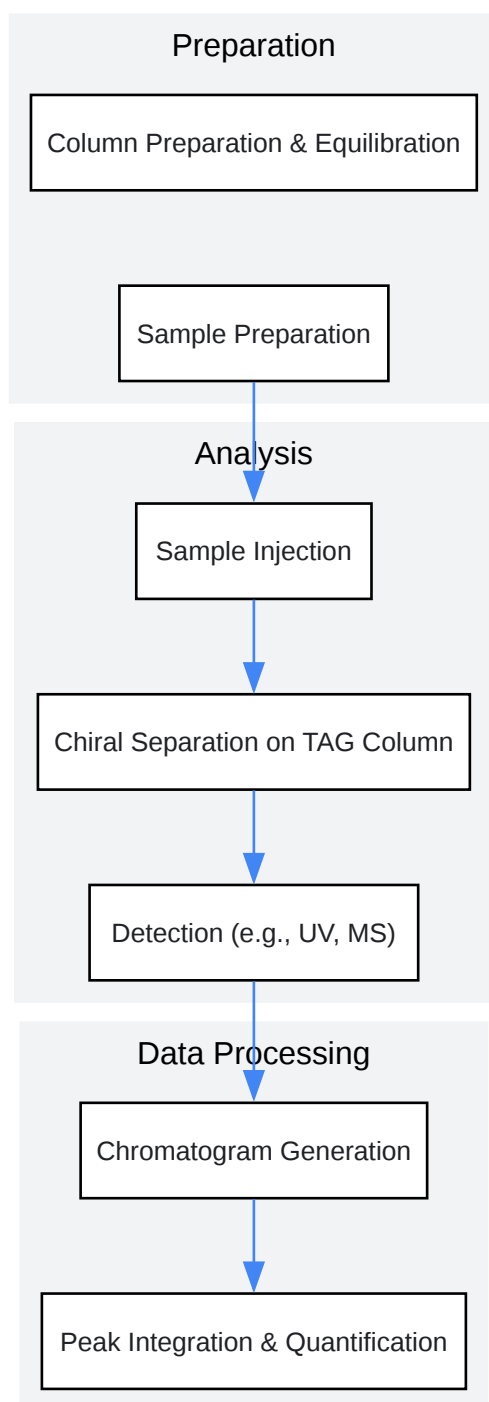 Preparation
Column Preparation & Equilibration
Sample Preparation
Analysis
Sample Injection
Chiral Separation on TAG Column
Detection (e.g., UV, MS)
Data Processing
Chromatogram Generation
Peak Integration & Quantification